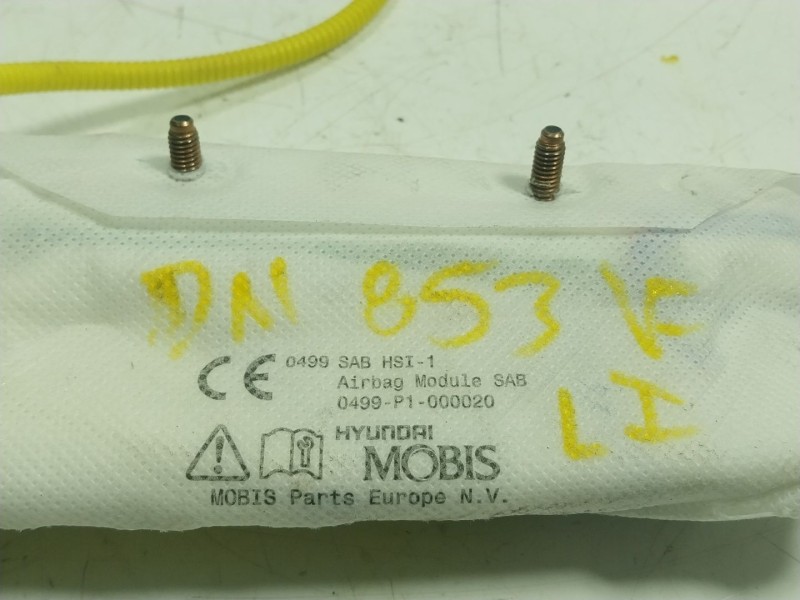 DN 853 K
CE 0499 SAB HSI-1
Airbag Module SAB
0499-P1-000020
LI
HYUNDAI
MOBIS
MOBIS Parts Europe N.V.